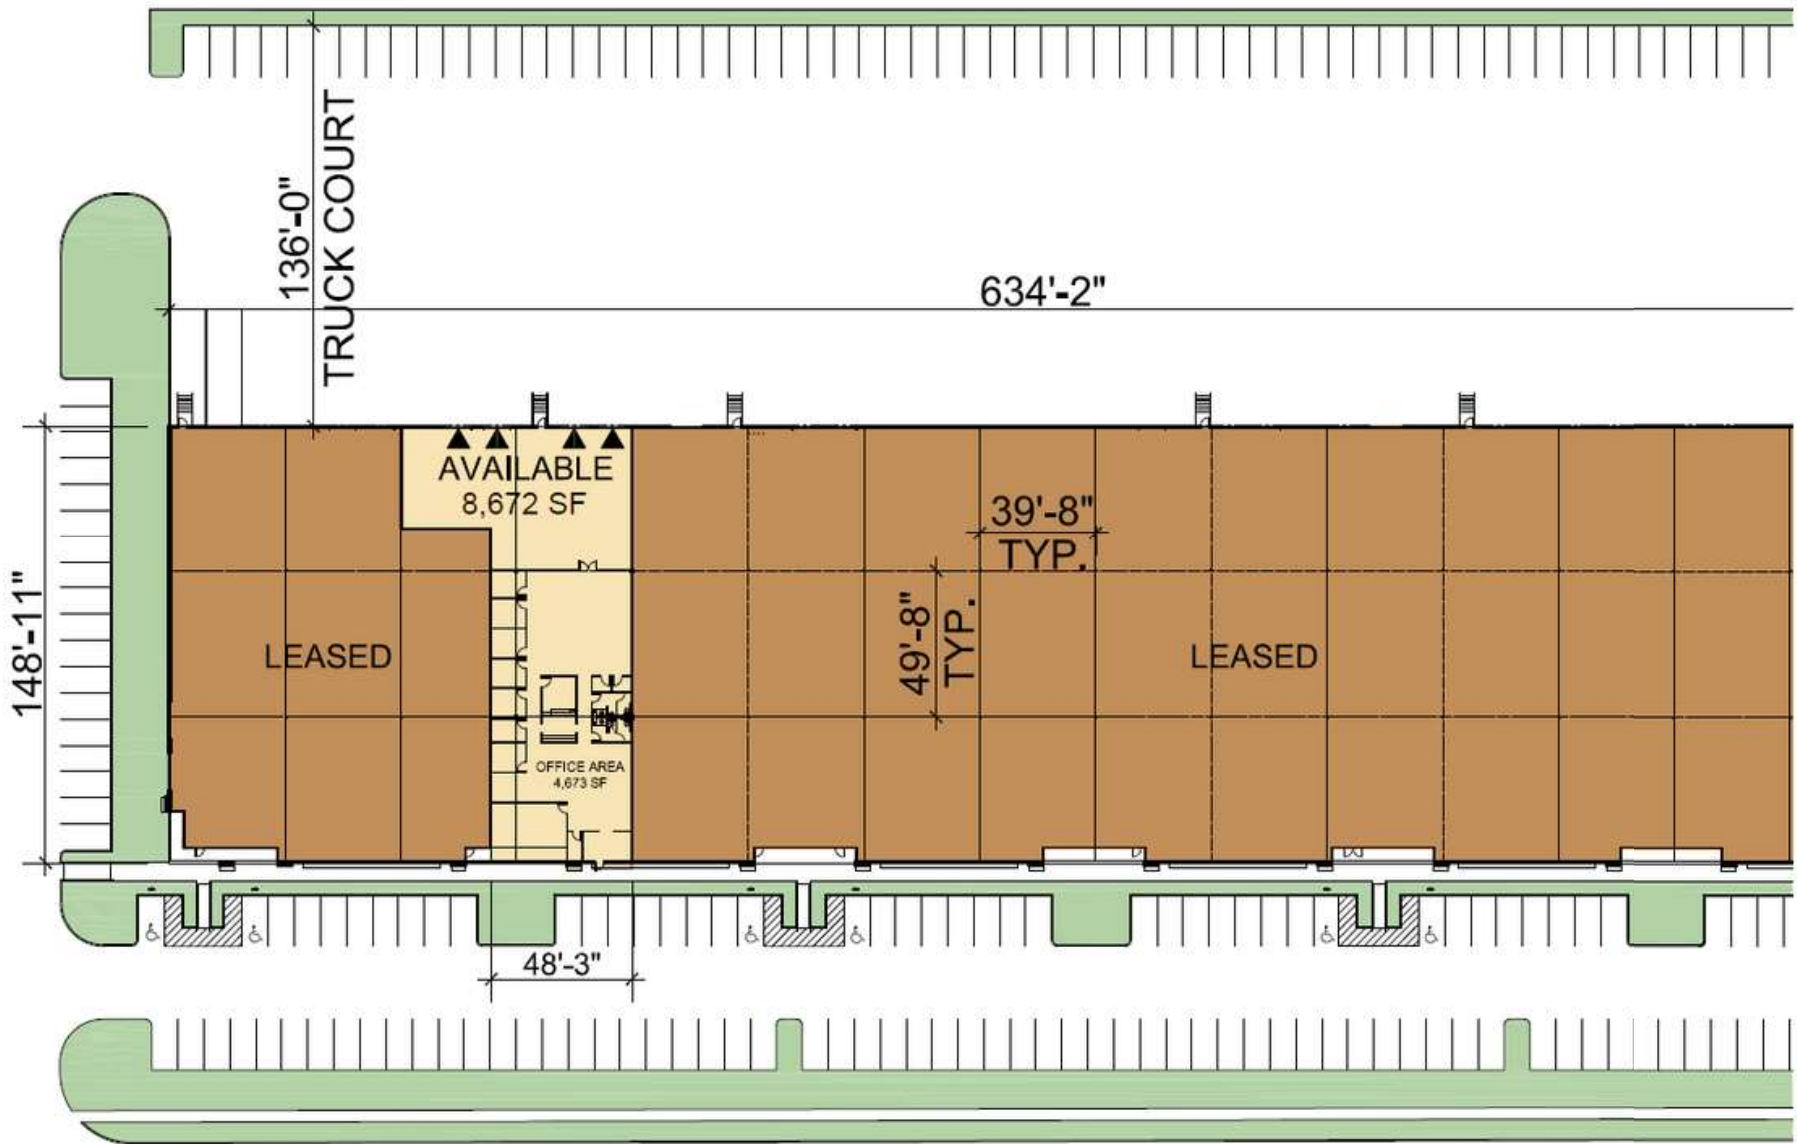 136'-0"
TRUCK COURT
634'-2"
AVAILABLE
8,672 SF
39'-8"
TYP.
148'-11"
49'-8"
TYP.
LEASED
LEASED
OFFICE AREA
4,673 SF
48'-3"